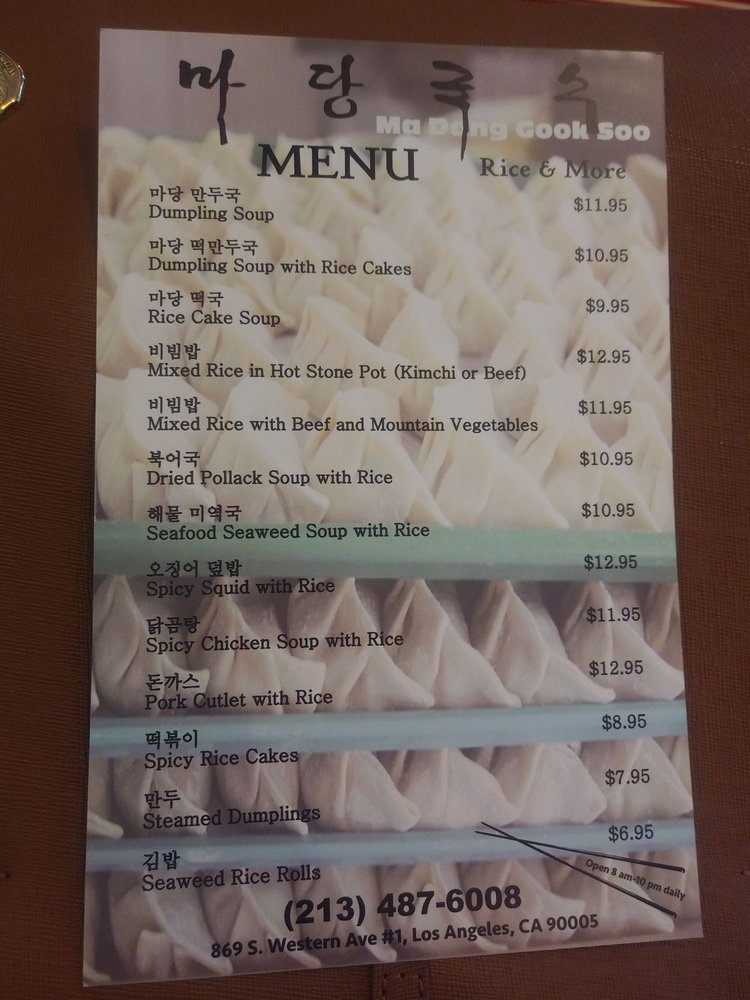 마당국수
Ma Dang Gook Soo
MENU Rice & More
마당 만두국
Dumpling Soup $11.95
마당 떡만두국
Dumpling Soup with Rice Cakes $10.95
마당 떡국
Rice Cake Soup $9.95
비빔밥
Mixed Rice in Hot Stone Pot (Kimchi or Beef) $12.95
비빔밥
Mixed Rice with Beef and Mountain Vegetables $11.95
북어국
Dried Pollack Soup with Rice $10.95
해물 미역국
Seafood Seaweed Soup with Rice $10.95
오징어 덮밥
Spicy Squid with Rice $12.95
닭곰탕
Spicy Chicken Soup with Rice $11.95
돈까스
Pork Cutlet with Rice $12.95
떡볶이
Spicy Rice Cakes $8.95
만두
Steamed Dumplings $7.95
김밥
Seaweed Rice Rolls $6.95
Open 8 am-10 pm daily
(213) 487-6008
869 S. Western Ave #1, Los Angeles, CA 90005